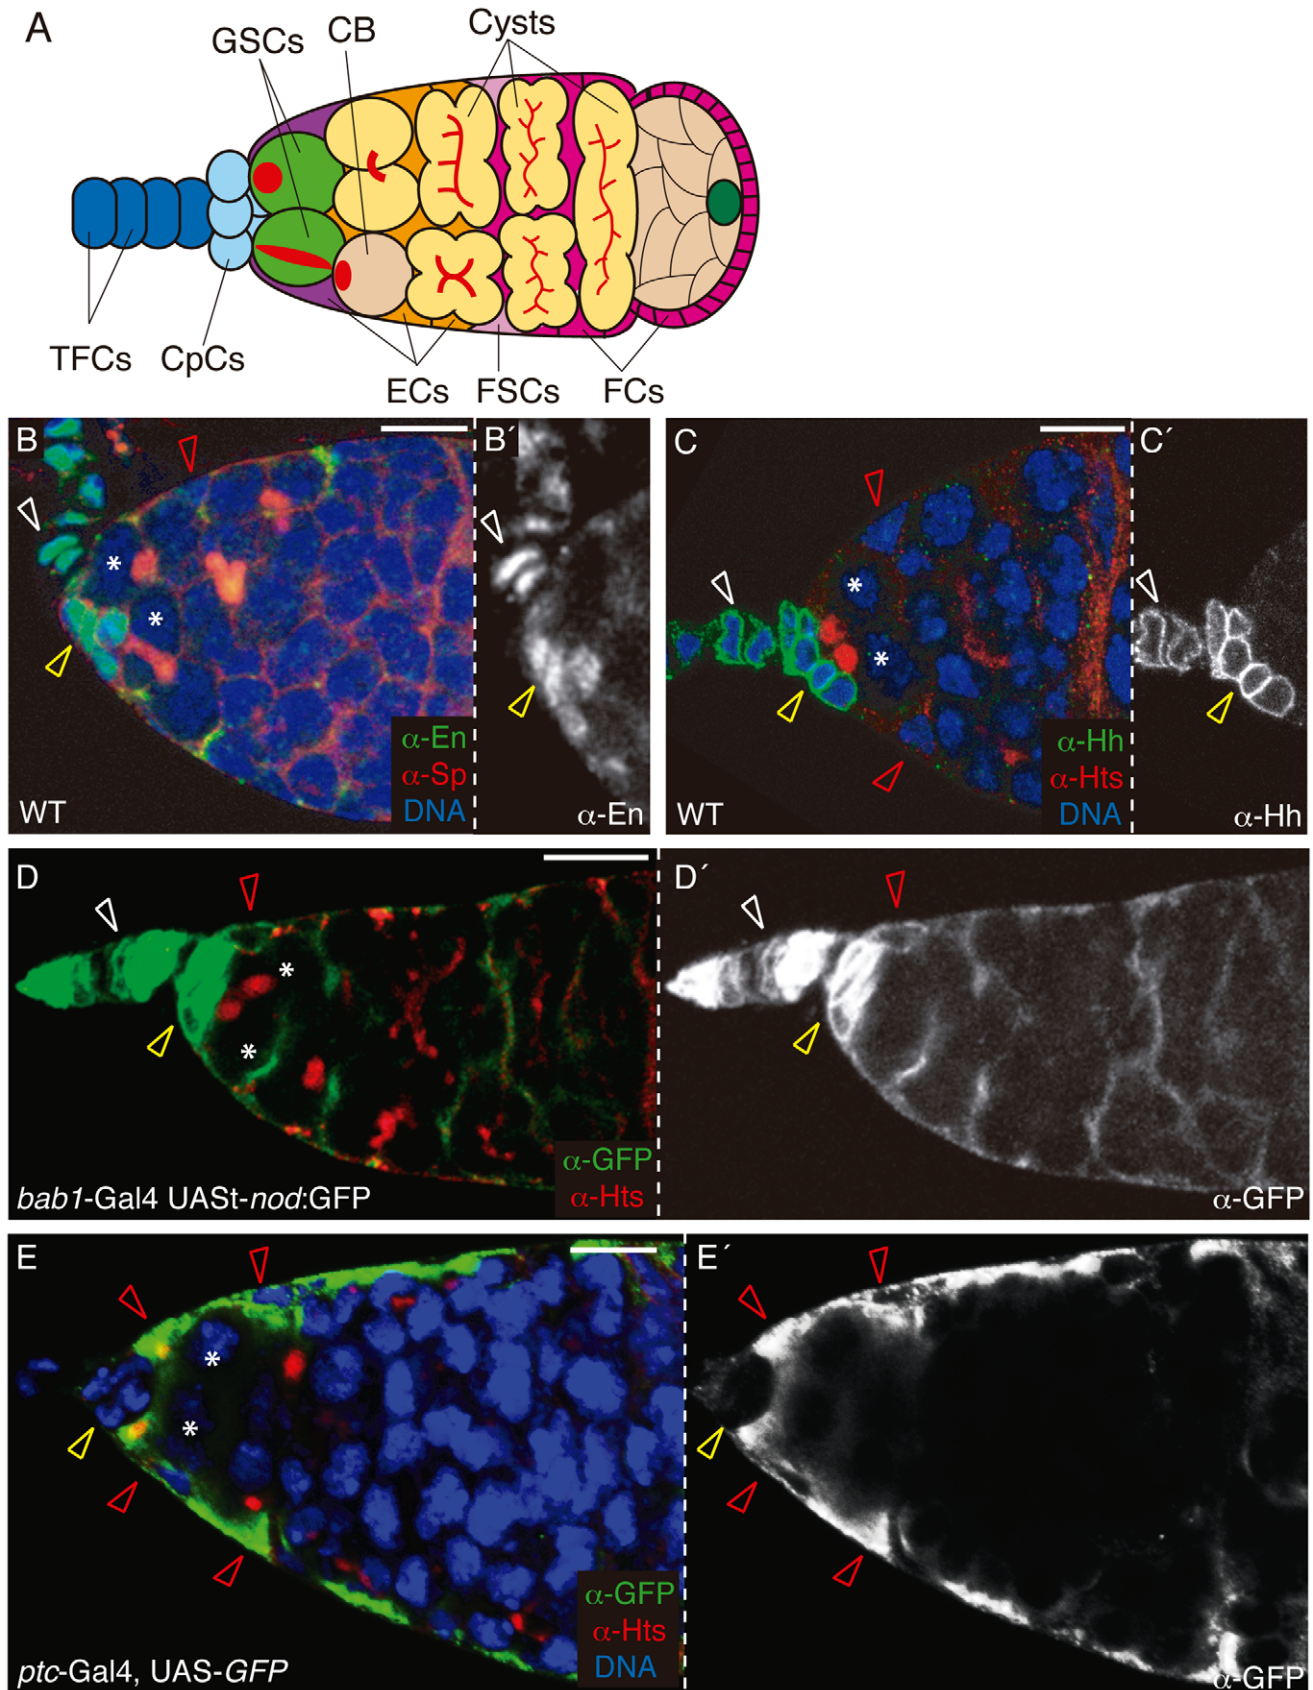 A
GSCs
CB
Cysts
TFCs
CpCs
ECs
FSCs
FCs
B
B´
C
C´
α-En
α-Sp
DNA
WT
α-En
α-Hh
α-Hts
DNA
WT
α-Hh
D
D´
α-GFP
α-Hts
bab1-Gal4 UASt-nod:GFP
α-GFP
E
E´
α-GFP
α-Hts
DNA
ptc-Gal4, UAS-GFP
α-GFP